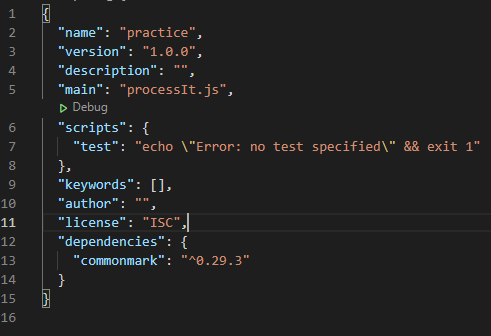 1 {
2 "name": "practice",
3 "version": "1.0.0",
4 "description": "",
5 "main": "processIt.js",
Debug
6 "scripts": {
7 "test": "echo \"Error: no test specified\" && exit 1"
8 },
9 "keywords": [],
10 "author": "",
11 "license": "ISC",
12 "dependencies": {
13 "commonmark": "^0.29.3"
14 }
15 }
16